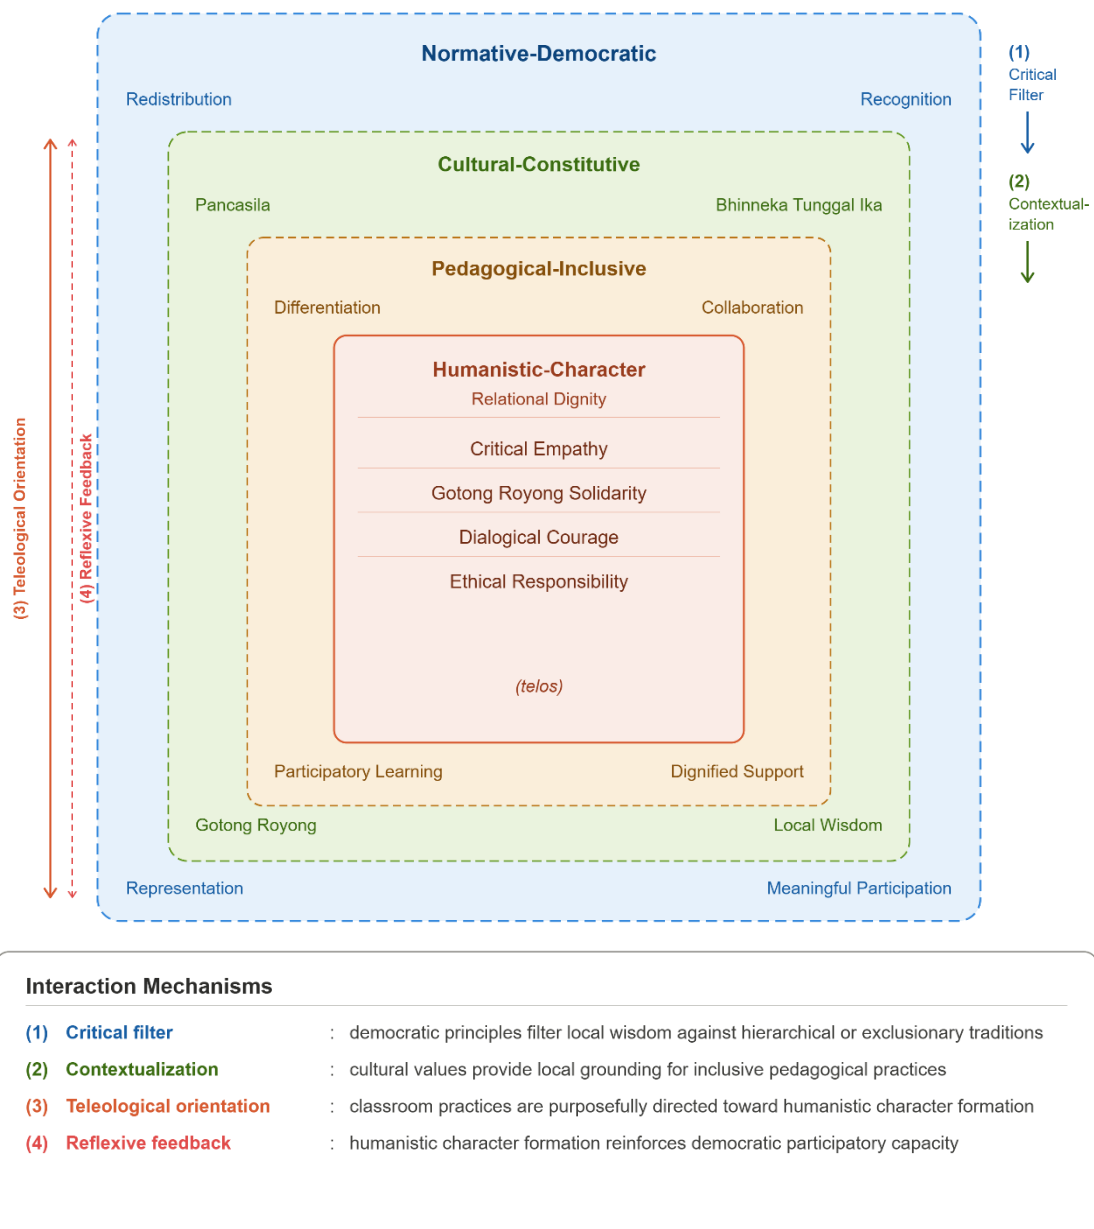 Normative-Democratic
Redistribution
Recognition
(1)
Critical
Filter
Cultural-Constitutive
Pancasila
Bhinneka Tunggal Ika
(2)
Contextual-
ization
Pedagogical-Inclusive
Differentiation
Collaboration
Humanistic-Character
Relational Dignity
Critical Empathy
Gotong Royong Solidarity
Dialogical Courage
Ethical Responsibility
(telos)
Participatory Learning
Dignified Support
Gotong Royong
Local Wisdom
Representation
Meaningful Participation
(3) Teleological Orientation
(4) Reflexive Feedback
Interaction Mechanisms
(1) Critical filter : democratic principles filter local wisdom against hierarchical or exclusionary traditions
(2) Contextualization : cultural values provide local grounding for inclusive pedagogical practices
(3) Teleological orientation : classroom practices are purposefully directed toward humanistic character formation
(4) Reflexive feedback : humanistic character formation reinforces democratic participatory capacity